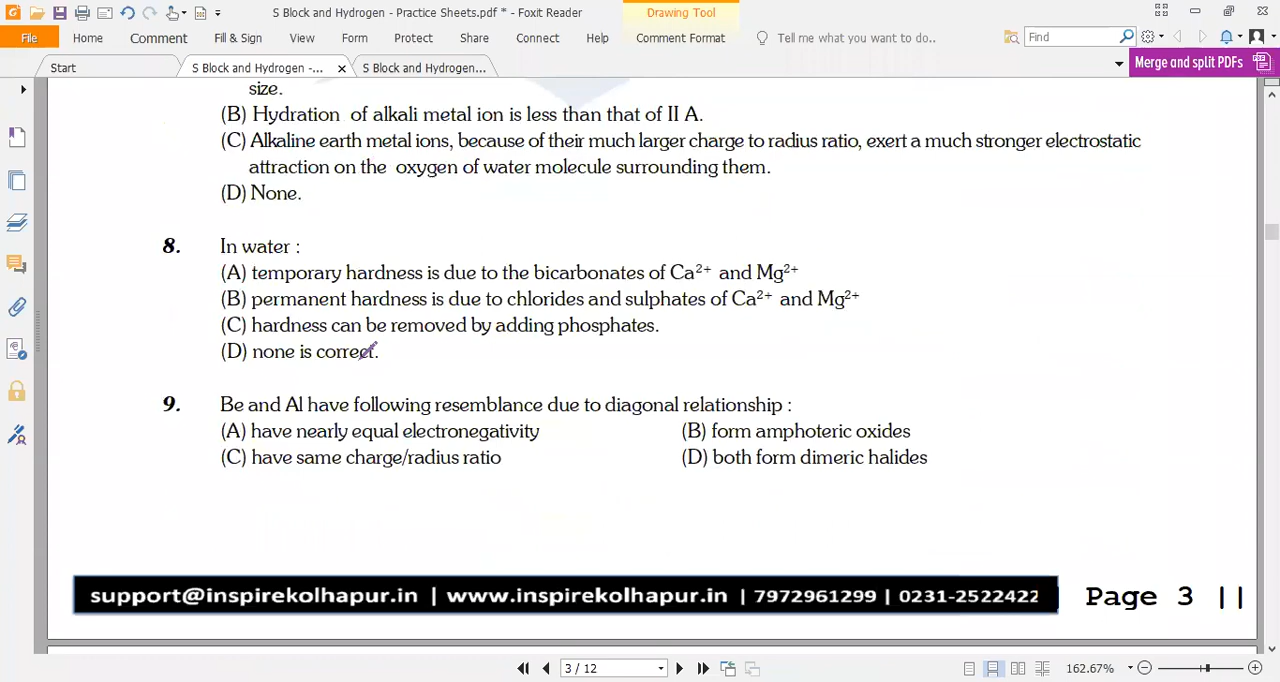 S Block and Hydrogen - Practice Sheets.pdf * - Foxit Reader
Drawing Tool
File Home Comment Fill & Sign View Form Protect Share Connect Help Comment Format Tell me what you want to do.. Find
Start S Block and Hydrogen -... S Block and Hydrogen... Merge and split PDFs
size.
(B) Hydration of alkali metal ion is less than that of II A.
(C) Alkaline earth metal ions, because of their much larger charge to radius ratio, exert a much stronger electrostatic
attraction on the oxygen of water molecule surrounding them.
(D) None.
8. In water :
(A) temporary hardness is due to the bicarbonates of Ca²⁺ and Mg²⁺
(B) permanent hardness is due to chlorides and sulphates of Ca²⁺ and Mg²⁺
(C) hardness can be removed by adding phosphates.
(D) none is correct.
9. Be and Al have following resemblance due to diagonal relationship :
(A) have nearly equal electronegativity (B) form amphoteric oxides
(C) have same charge/radius ratio (D) both form dimeric halides
support@inspirekolhapur.in | www.inspirekolhapur.in | 7972961299 | 0231-2522422 Page 3 ||
3 / 12 162.67%